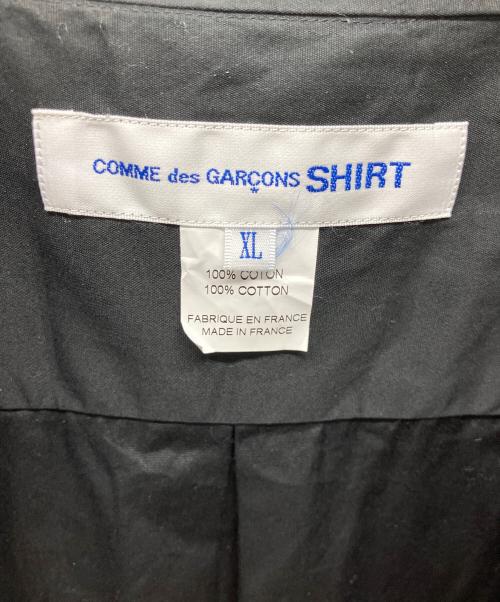 COMME des GARÇONS SHIRT
XL
100% COTON
100% COTTON
FABRIQUE EN FRANCE
MADE IN FRANCE